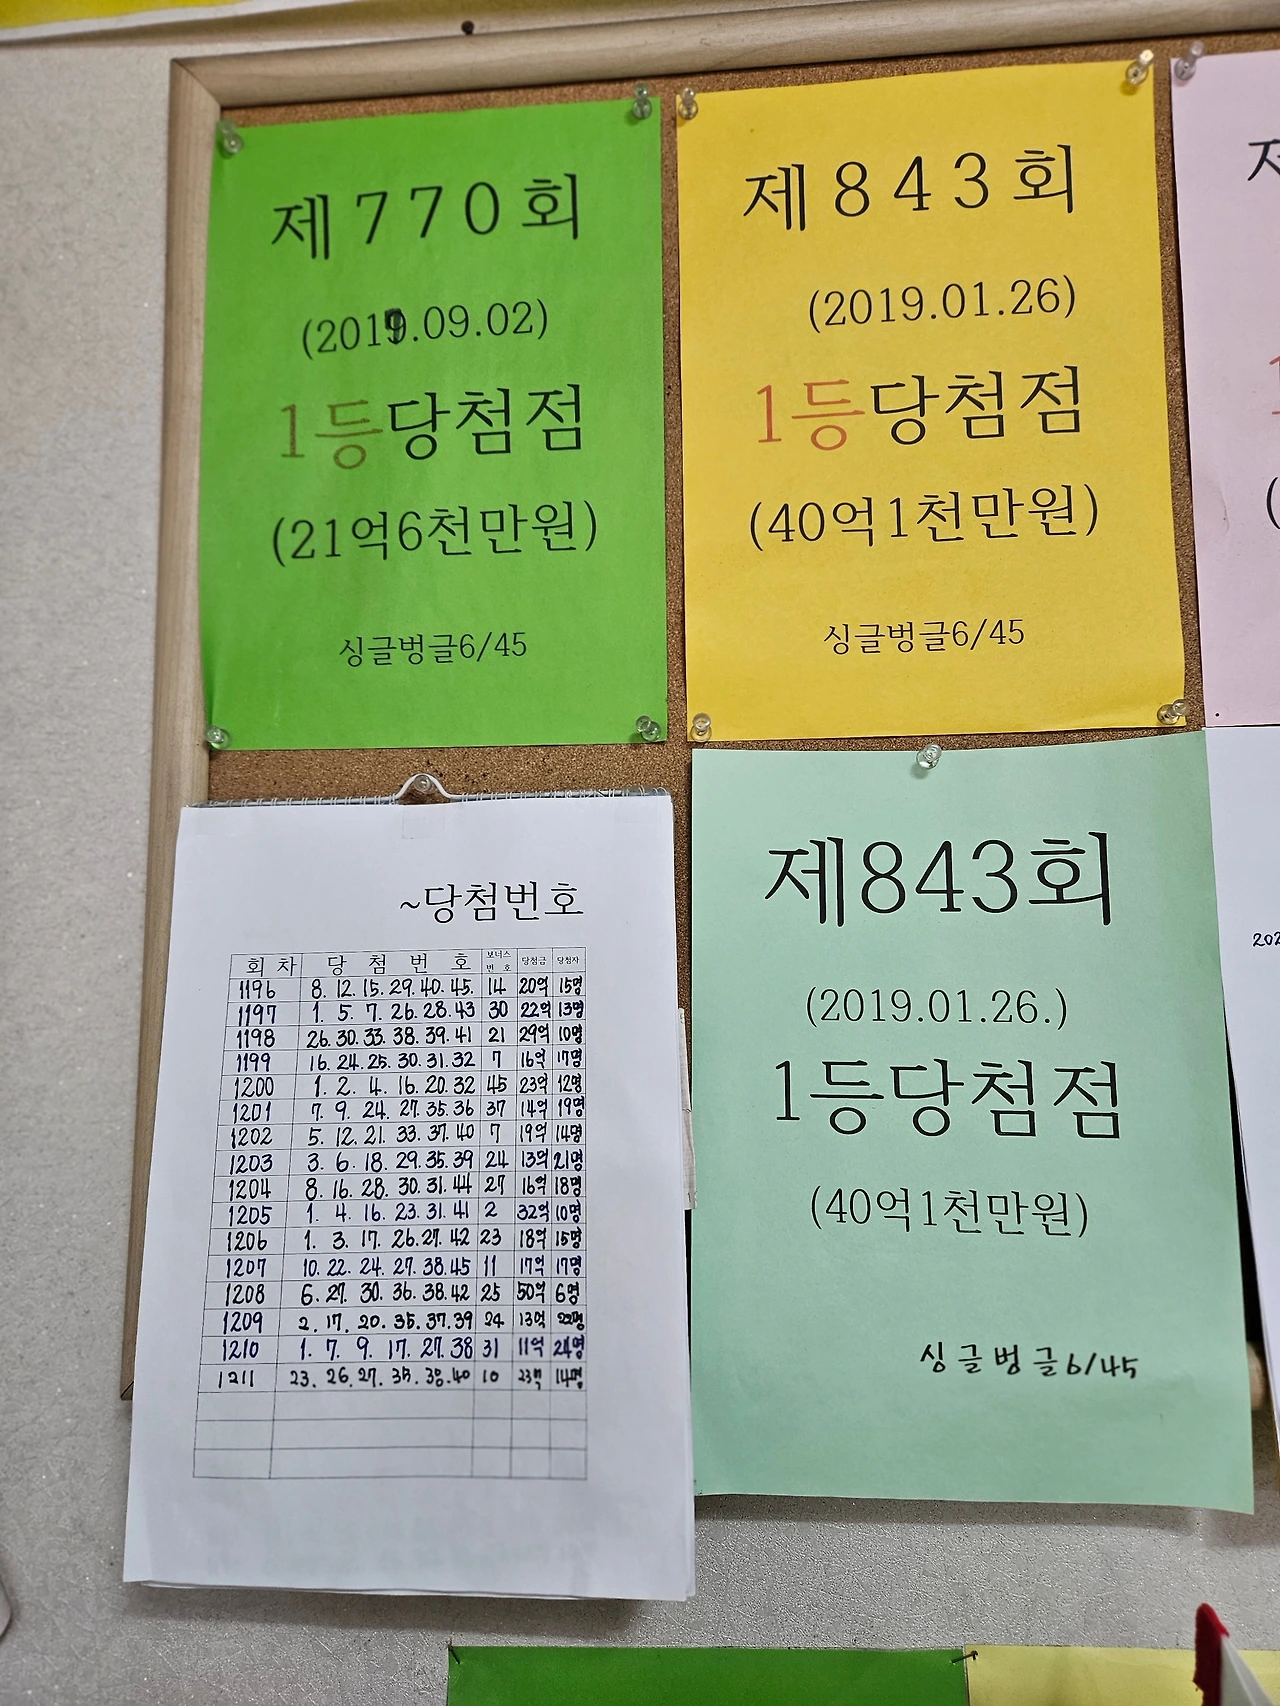 제770회
(2017.09.02)
1등당첨점
(21억6천만원)
싱글벙글6/45
제843회
(2019.01.26)
1등당첨점
(40억1천만원)
싱글벙글6/45
~당첨번호
회 차 당 첨 번 호 보너스 번 호 당첨금 당첨자
1196 8. 12. 15. 29. 40. 45. 14 20억 15명
1197 1. 5. 7. 26. 28. 43 30 22억 13명
1198 26. 30. 33. 38. 39. 41 21 29억 10명
1199 16. 24. 25. 30. 31. 32 7 16억 17명
1200 1. 2. 4. 16. 20. 32 45 23억 12명
1201 7. 9. 24. 27. 35. 36 37 14억 19명
1202 5. 12. 21. 33. 37. 40 7 19억 14명
1203 3. 6. 18. 29. 35. 39 24 13억 21명
1204 8. 16. 28. 30. 31. 44 27 16억 18명
1205 1. 4. 16. 23. 31. 41 2 32억 10명
1206 1. 3. 17. 26. 27. 42 23 18억 15명
1207 10. 22. 24. 27. 38. 45 11 17억 17명
1208 6. 27. 30. 36. 38. 42 25 50억 6명
1209 2. 17. 20. 35. 37. 39 24 13억 22명
1210 1. 7. 9. 17. 27. 38 31 11억 24명
1211 23. 26. 27. 35. 38. 40 10 23억 14명
제843회
(2019.01.26.)
1등당첨점
(40억1천만원)
싱글벙글6/45